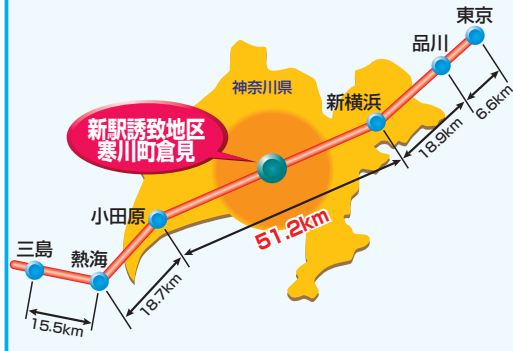 東京
品川
6.6km
神奈川県
新横浜
18.9km
新駅誘致地区
寒川町倉見
51.2km
小田原
三島
熱海
18.7km
15.5km